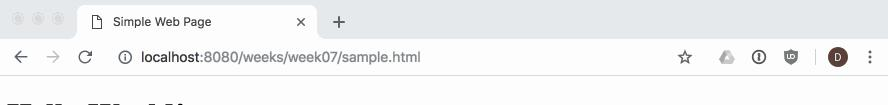 Simple Web Page
localhost:8080/weeks/week07/sample.html
D